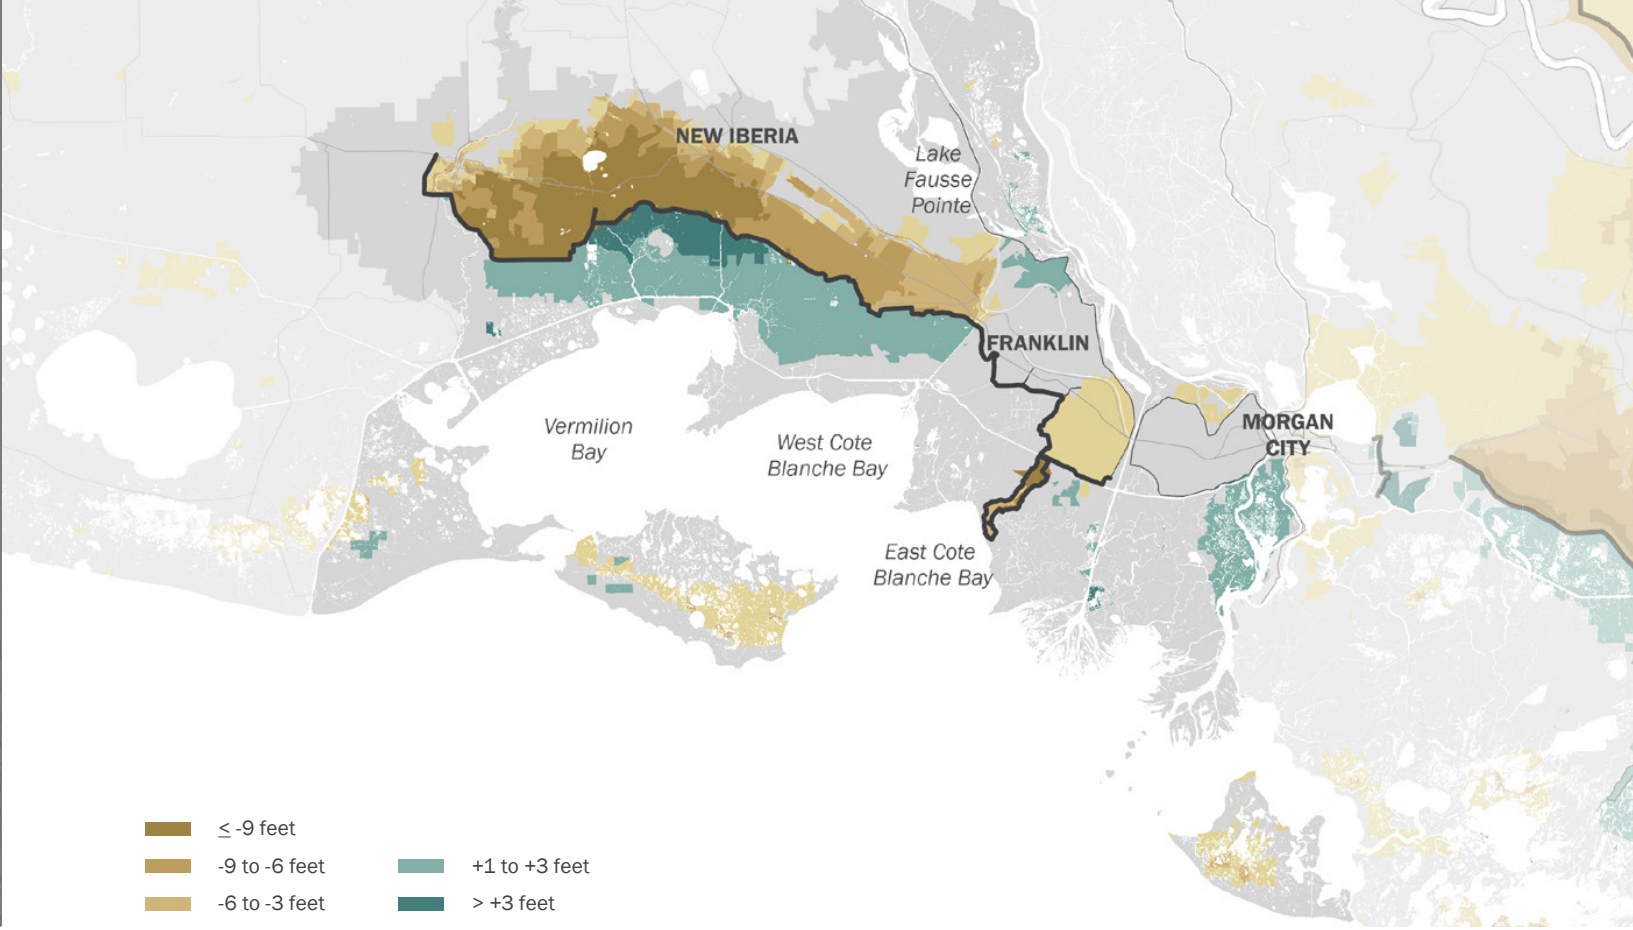 NEW IBERIA
Lake
Fausse
Pointe
FRANKLIN
MORGAN
CITY
Vermilion
Bay
West Cote
Blanche Bay
East Cote
Blanche Bay
< -9 feet
-9 to -6 feet
+1 to +3 feet
-6 to -3 feet
> +3 feet